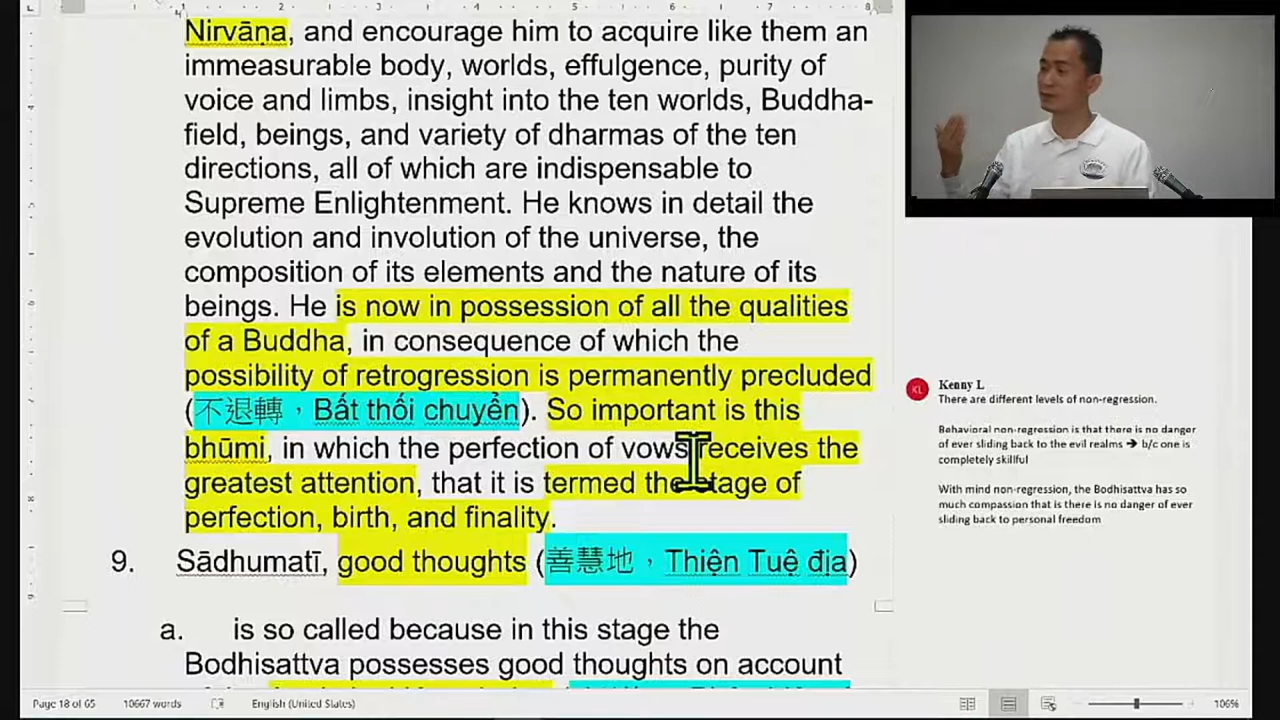 Nirvāṇa, and encourage him to acquire like them an
immeasurable body, worlds, effulgence, purity of
voice and limbs, insight into the ten worlds, Buddha-
field, beings, and variety of dharmas of the ten
directions, all of which are indispensable to
Supreme Enlightenment. He knows in detail the
evolution and involution of the universe, the
composition of its elements and the nature of its
beings. He is now in possession of all the qualities
of a Buddha, in consequence of which the
possibility of retrogression is permanently precluded
(不退轉，Bất thối chuyển). So important is this
bhūmi, in which the perfection of vows receives the
greatest attention, that it is termed the stage of
perfection, birth, and finality.
9. Sādhumatī, good thoughts (善慧地，Thiện Tuệ địa)
a. is so called because in this stage the
Bodhisattva possesses good thoughts on account
KL Kenny L
There are different levels of non-regression.
Behavioral non-regression is that there is no danger
of ever sliding back to the evil realms → b/c one is
completely skillful
With mind non-regression, the Bodhisattva has so
much compassion that is there is no danger of ever
sliding back to personal freedom
Page 18 of 65 10667 words English (United States) 106%